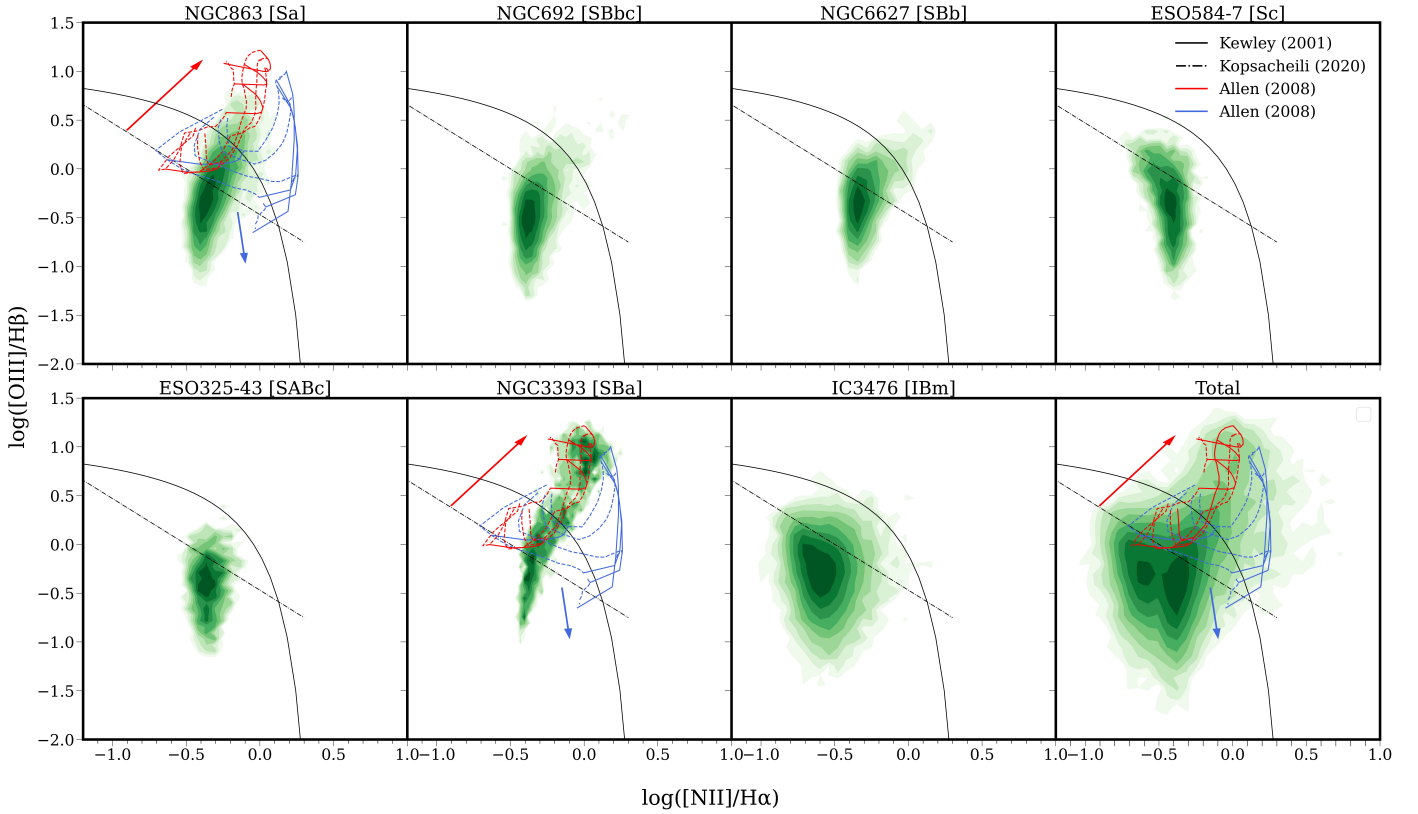 NGC863 [Sa] NGC692 [SBbc] NGC6627 [SBb] ESO584-7 [Sc]
1.5
1.0
0.5
0.0
−0.5
−1.0
−1.5
−2.0
Kewley (2001)
Kopsacheili (2020)
Allen (2008)
Allen (2008)
log([OIII]/Hβ)
ESO325-43 [SABc] NGC3393 [SBa] IC3476 [IBm] Total
1.5
1.0
0.5
0.0
−0.5
−1.0
−1.5
−2.0
−1.0 −0.5 0.0 0.5 1.0 −1.0 −0.5 0.0 0.5 1.0 −1.0 −0.5 0.0 0.5 1.0 −1.0 −0.5 0.0 0.5 1.0
log([NII]/Hα)